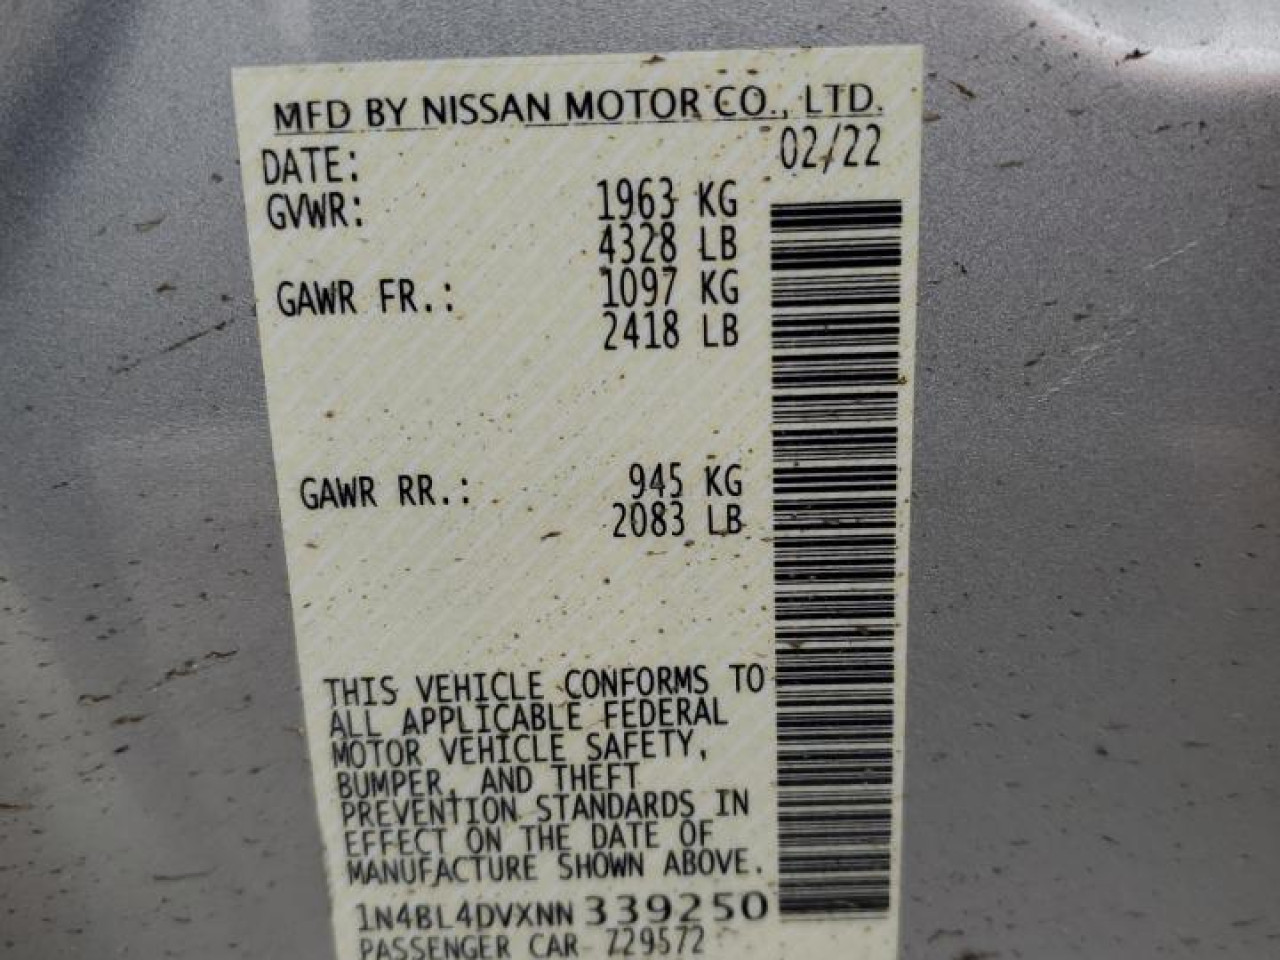 MFD BY NISSAN MOTOR CO., LTD.
DATE: 02/22
GVWR: 1963 KG
4328 LB
GAWR FR.: 1097 KG
2418 LB
GAWR RR.: 945 KG
2083 LB
THIS VEHICLE CONFORMS TO
ALL APPLICABLE FEDERAL
MOTOR VEHICLE SAFETY,
BUMPER, AND THEFT
PREVENTION STANDARDS IN
EFFECT ON THE DATE OF
MANUFACTURE SHOWN ABOVE.
1N4BL4DVXNN339250
PASSENGER CAR 729572